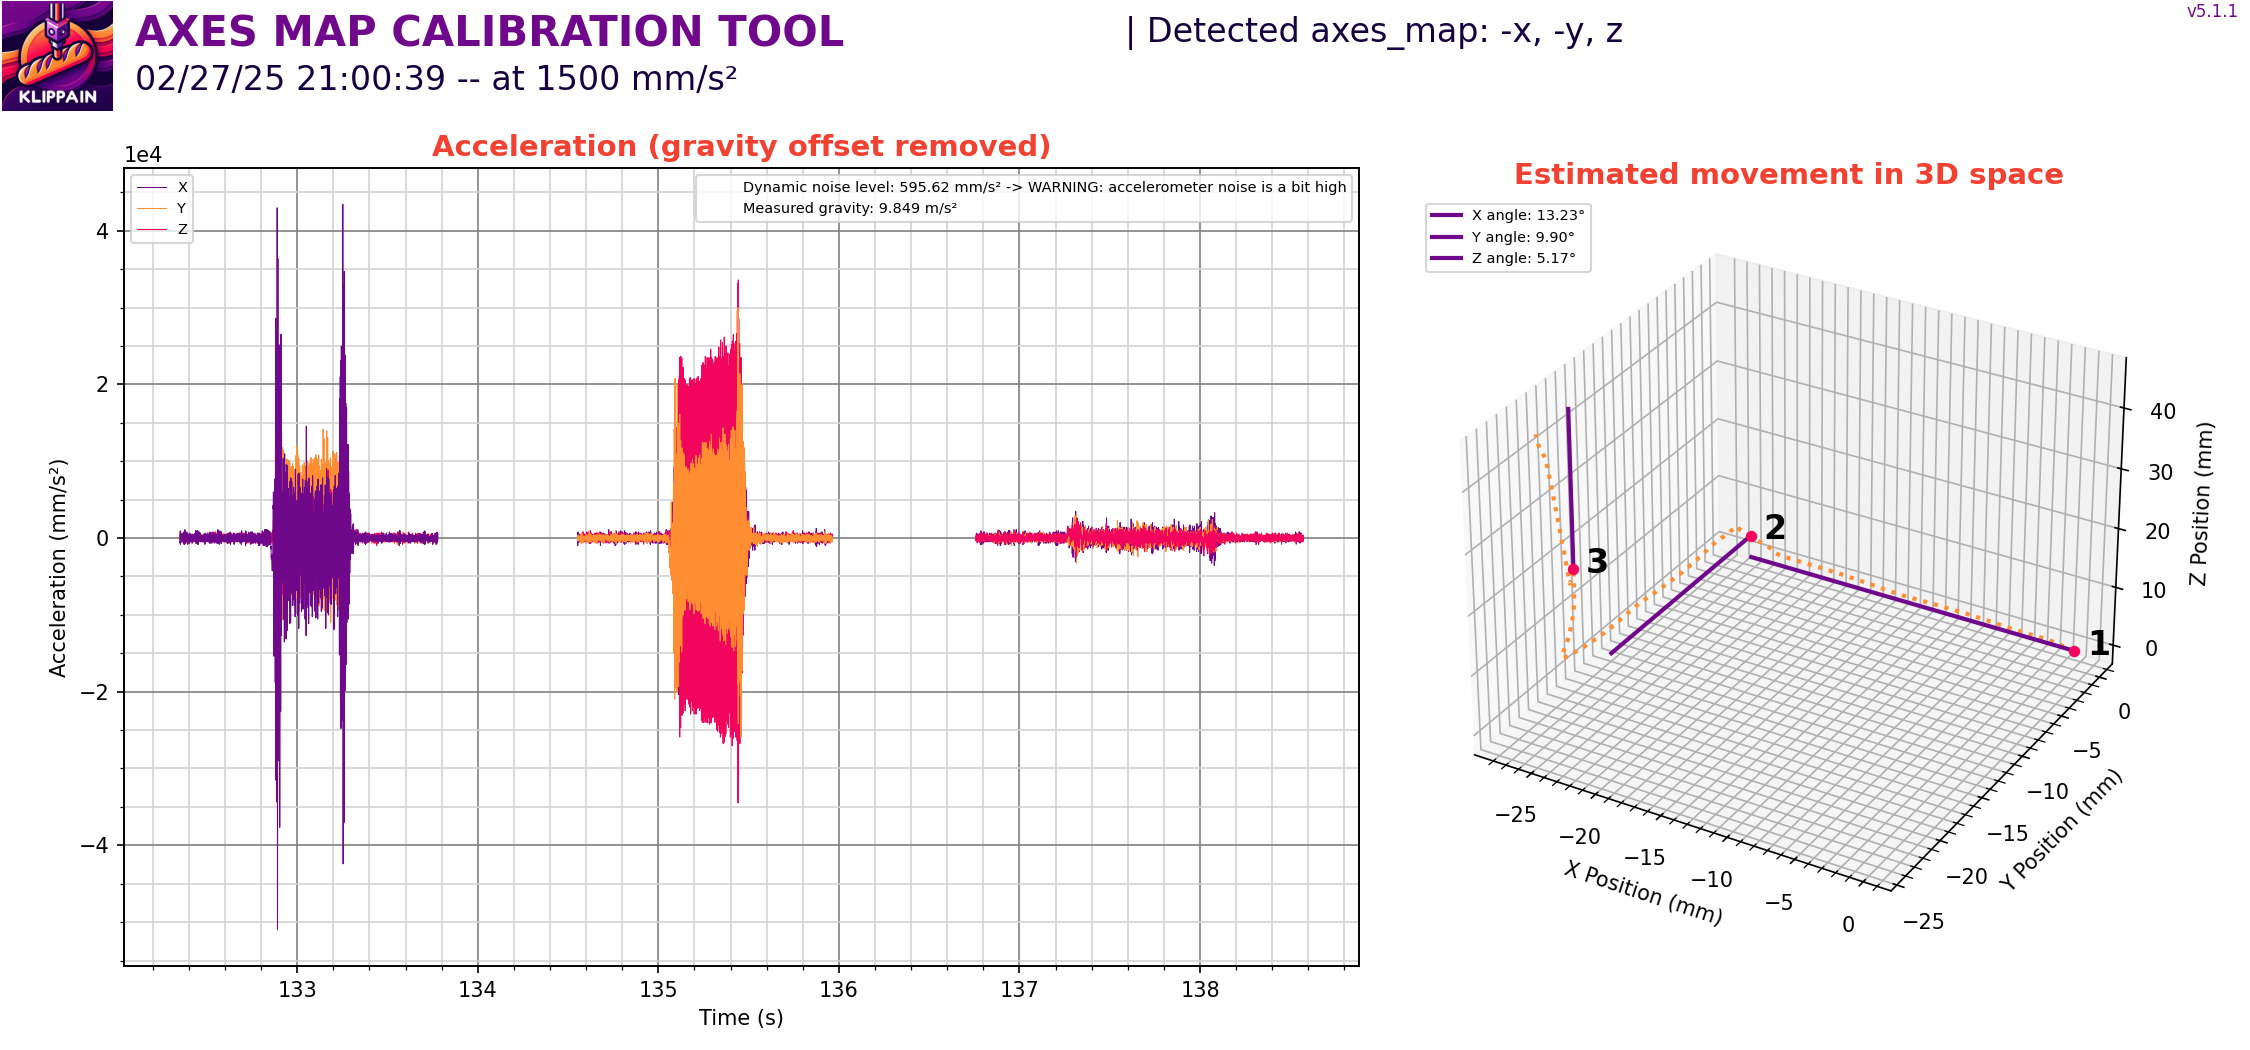 KLIPPAIN
AXES MAP CALIBRATION TOOL
02/27/25 21:00:39 -- at 1500 mm/s²
| Detected axes_map: -x, -y, z
v5.1.1
Acceleration (gravity offset removed)
1e4
X
Y
Z
Dynamic noise level: 595.62 mm/s² -> WARNING: accelerometer noise is a bit high
Measured gravity: 9.849 m/s²
Acceleration (mm/s²)
4
2
0
−2
−4
133
134
135
136
137
138
Time (s)
Estimated movement in 3D space
X angle: 13.23°
Y angle: 9.90°
Z angle: 5.17°
1
2
3
40
30
20
10
0
Z Position (mm)
0
−5
−10
−15
−20
−25
Y Position (mm)
−25
−20
−15
−10
−5
0
X Position (mm)